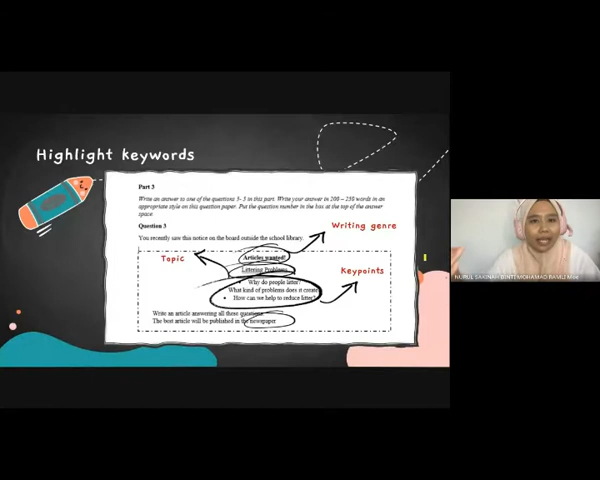 Highlight keywords
Part 3
Write an answer to one of the questions 3- 5 in this part. Write your answer in 200 – 250 words in an
appropriate style on this question paper. Put the question number in the box at the top of the answer
space
Question 3
Writing genre
You recently saw this notice on the board outside the school library.
Articles wanted!
Topic
Littering Problems
Keypoints
Why do people litter?
What kind of problems does it create
• How can we help to reduce litter?
Write an article answering all these questions
The best article will be published in the newspaper
NURUL SAKINAH BINTI MOHAMAD RAMLI Moe